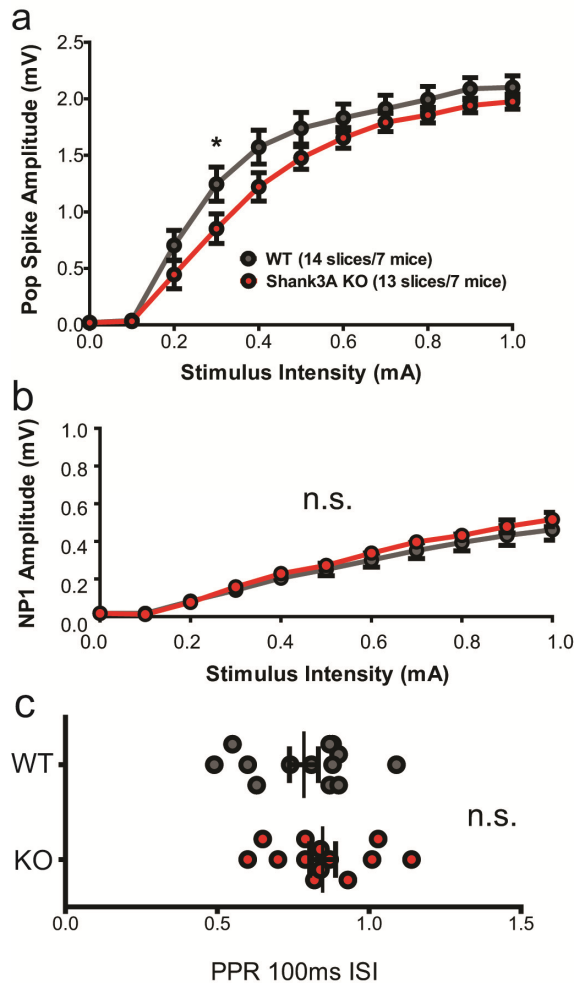 a
Pop Spike Amplitude (mV)
2.5
2.0
1.5
1.0
0.5
0.0
*
WT (14 slices/7 mice)
Shank3A KO (13 slices/7 mice)
0.0 0.2 0.4 0.6 0.8 1.0
Stimulus Intensity (mA)
b
NP1 Amplitude (mV)
1.0
0.8
0.6
0.4
0.2
0.0
n.s.
0.0 0.2 0.4 0.6 0.8 1.0
Stimulus Intensity (mA)
c
WT
KO
n.s.
0.0 0.5 1.0 1.5
PPR 100ms ISI